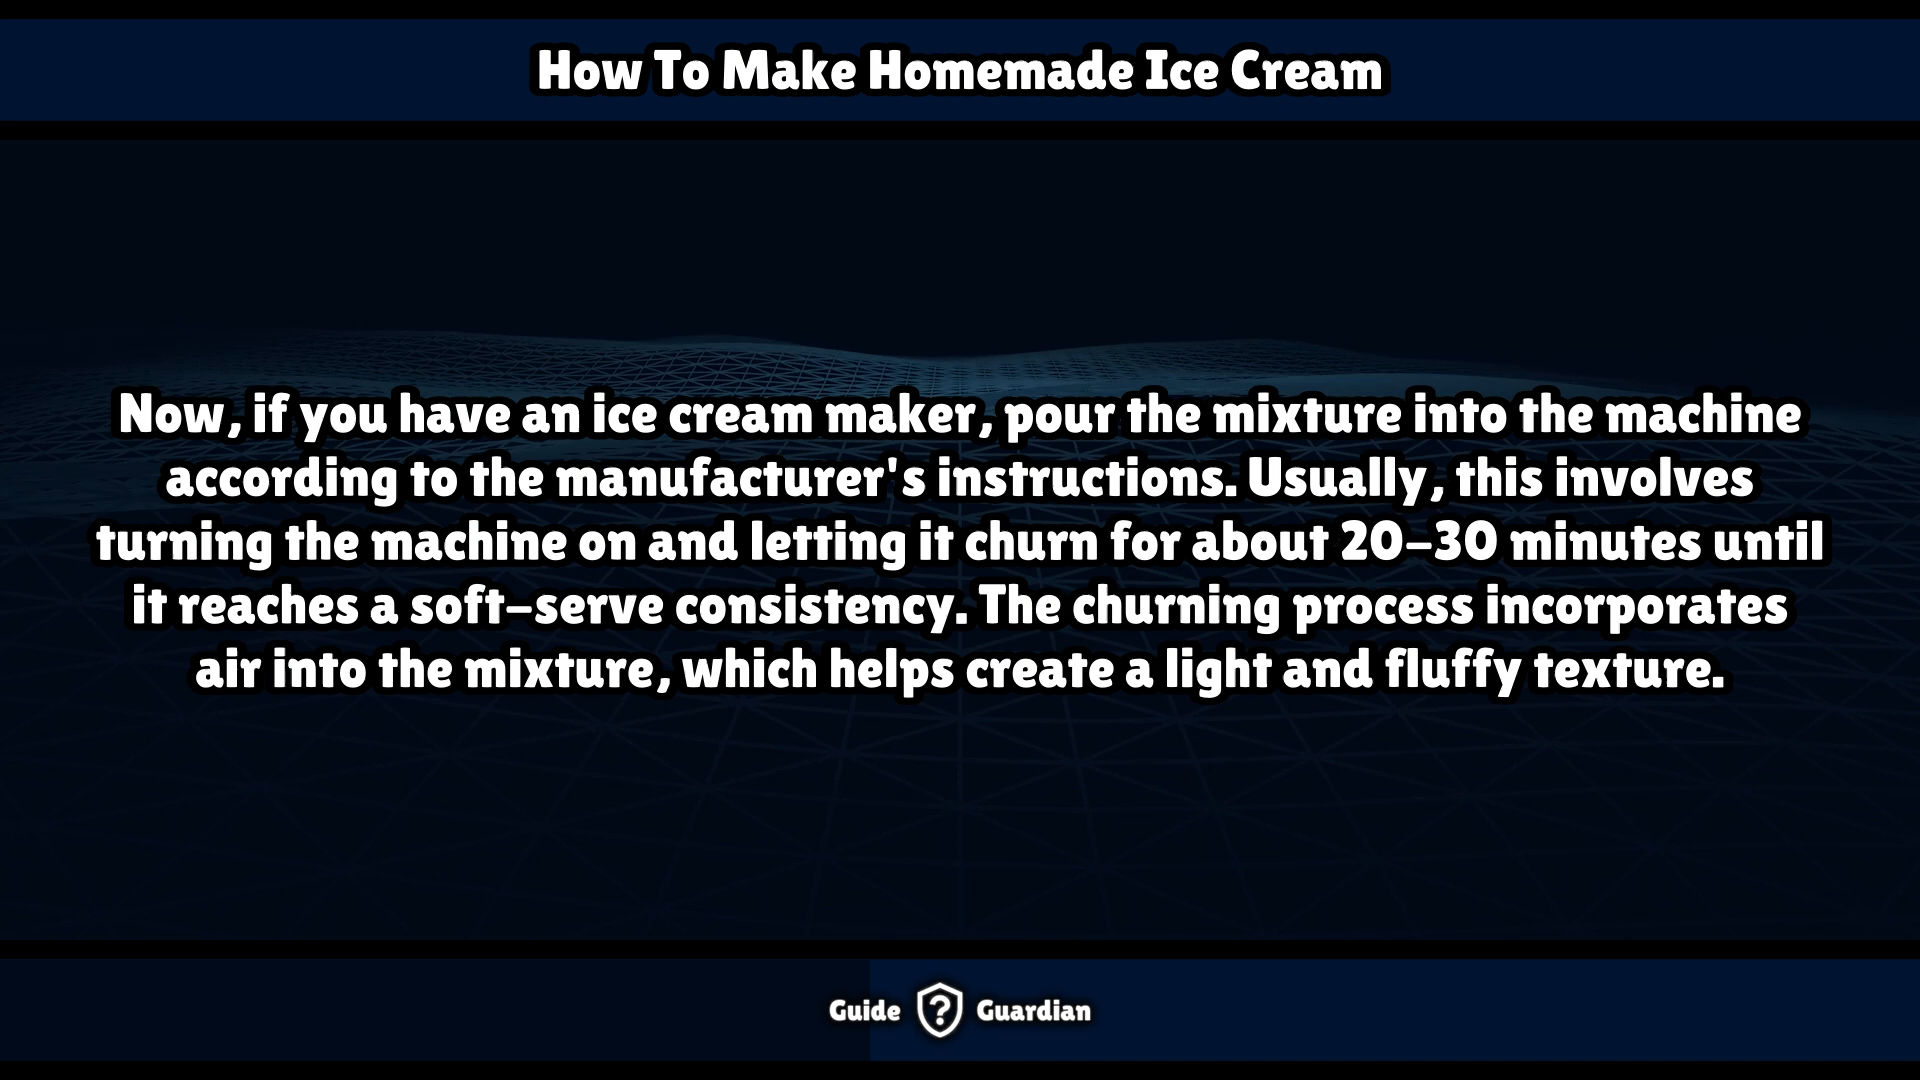 How To Make Homemade Ice Cream
Now, if you have an ice cream maker, pour the mixture into the machine
according to the manufacturer's instructions. Usually, this involves
turning the machine on and letting it churn for about 20-30 minutes until
it reaches a soft-serve consistency. The churning process incorporates
air into the mixture, which helps create a light and fluffy texture.
Guide ? Guardian